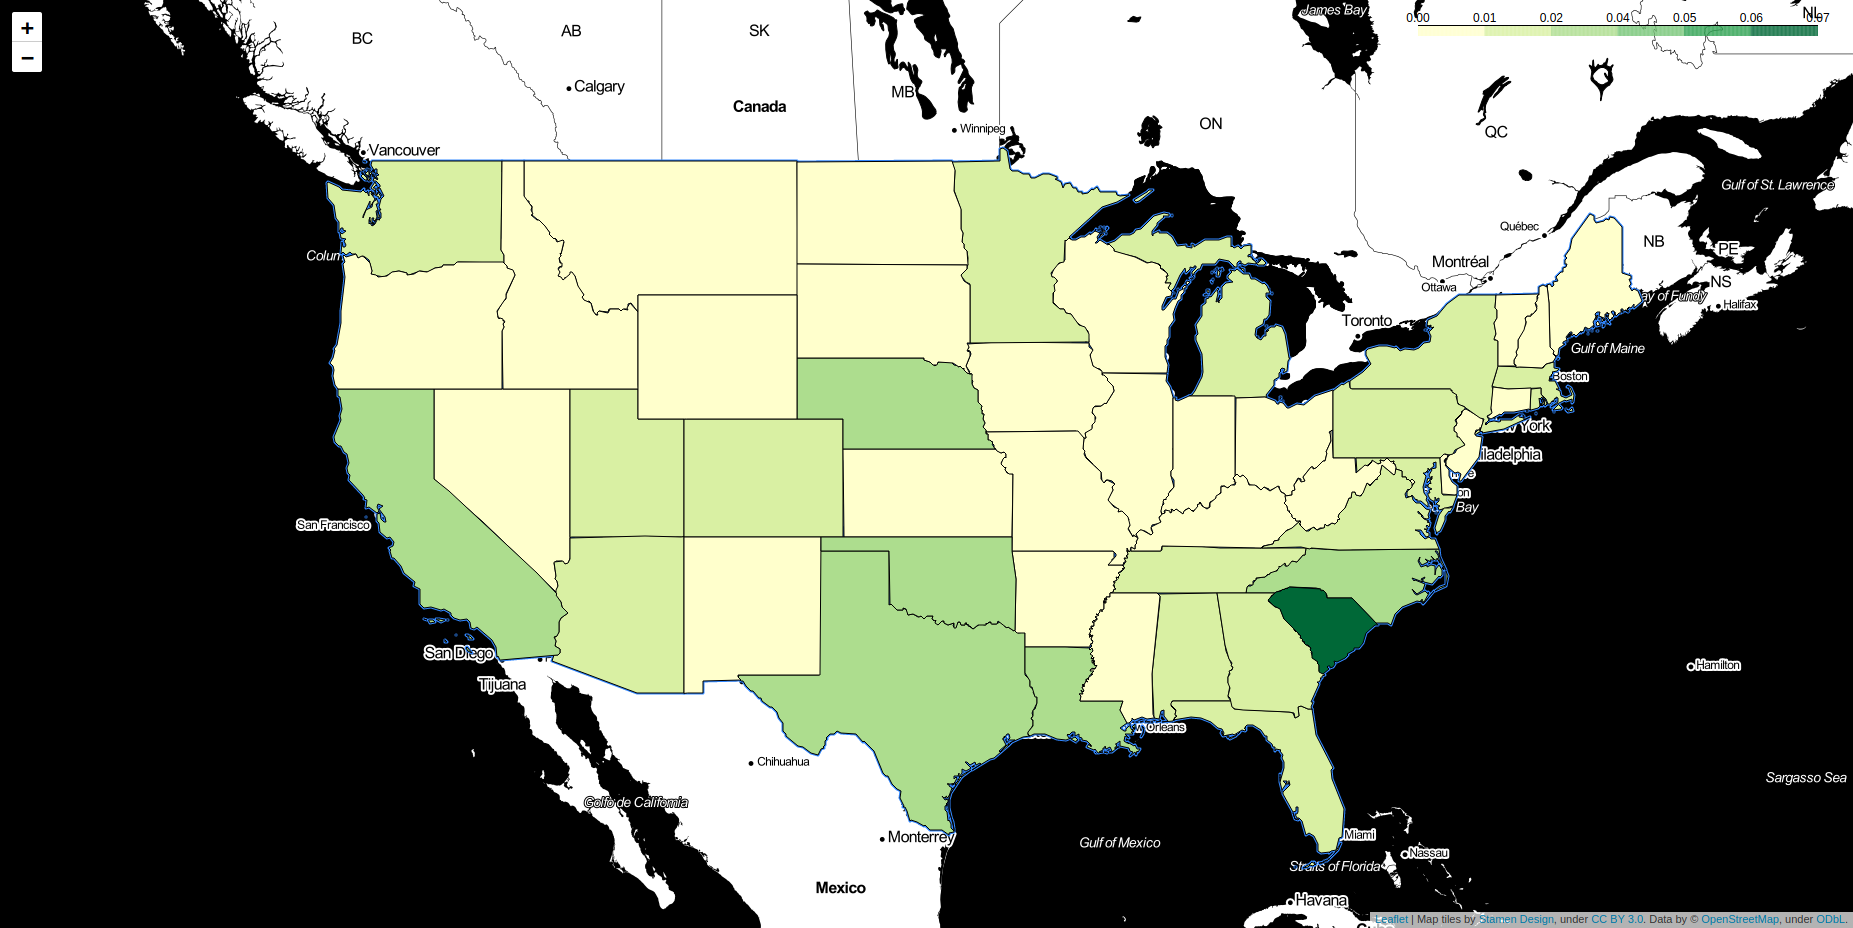 +
−
BC
AB
SK
MB
ON
QC
James Bay
0.00 0.01 0.02 0.04 0.05 0.06 0.07
NL
Calgary
Canada
Winnipeg
Vancouver
Gulf of St. Lawrence
Québec
NB
PE
Montréal
NS
Ottawa
Halifax
Toronto
Gulf of Maine
Boston
San Francisco
Bay
San Diego
Tijuana
Hamilton
Chihuahua
Sargasso Sea
Golfo de California
Monterrey
Gulf of Mexico
Miami
Nassau
Straits of Florida
Mexico
Havana
Leaflet | Map tiles by Stamen Design, under CC BY 3.0. Data by © OpenStreetMap, under ODbL.